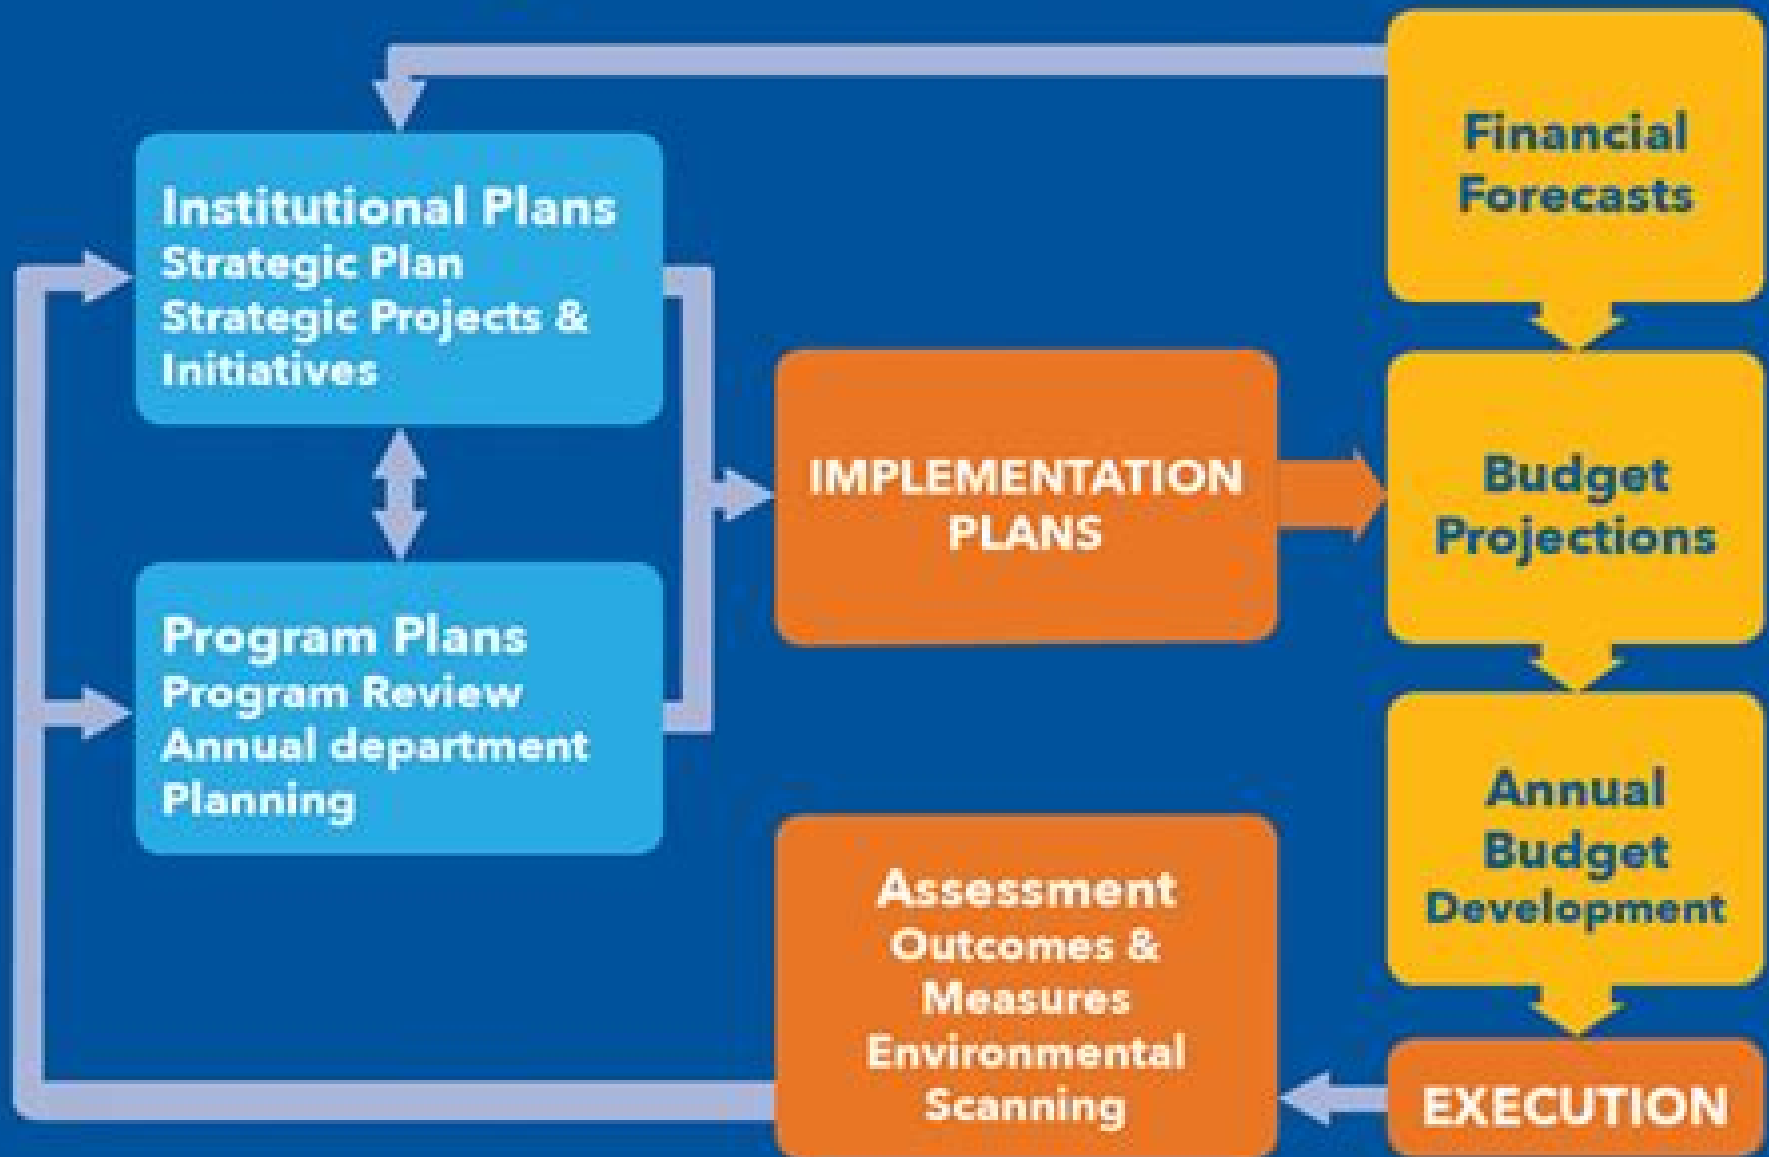 Financial
Forecasts
Institutional Plans
Strategic Plan
Strategic Projects &
Initiatives
IMPLEMENTATION
PLANS
Budget
Projections
Program Plans
Program Review
Annual department
Planning
Annual
Budget
Development
Assessment
Outcomes &
Measures
Environmental
Scanning
EXECUTION